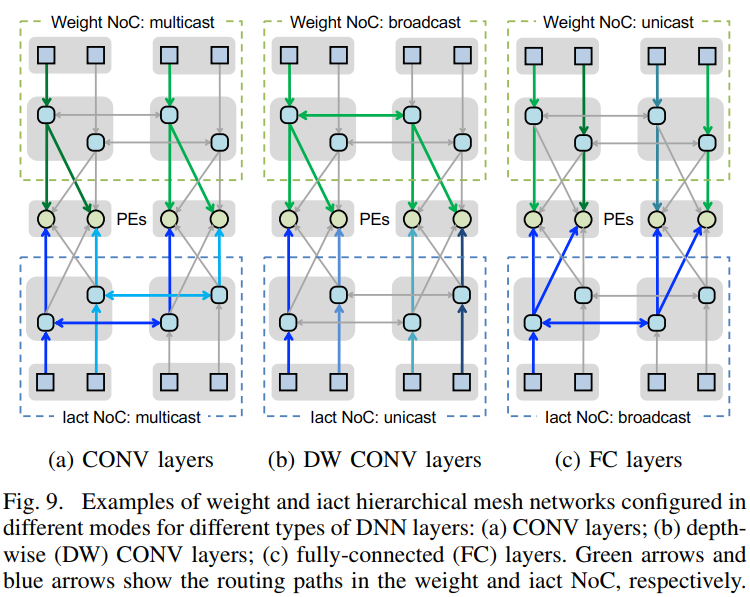 Weight NoC: multicast
Weight NoC: broadcast
Weight NoC: unicast
PEs
PEs
PEs
Iact NoC: multicast
Iact NoC: unicast
Iact NoC: broadcast
(a) CONV layers
(b) DW CONV layers
(c) FC layers
Fig. 9. Examples of weight and iact hierarchical mesh networks configured in
different modes for different types of DNN layers: (a) CONV layers; (b) depth-
wise (DW) CONV layers; (c) fully-connected (FC) layers. Green arrows and
blue arrows show the routing paths in the weight and iact NoC, respectively.